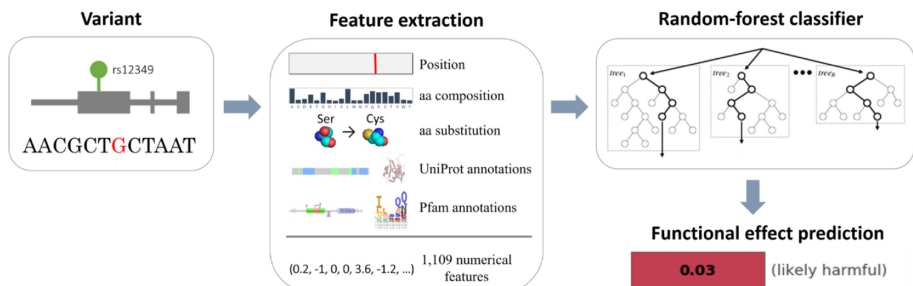 Variant
rs12349
AACGCTGCTAAT
Feature extraction
Position
aa composition
Ser → Cys
aa substitution
UniProt annotations
Pfam annotations
(0.2, -1, 0, 0, 3.6, -1.2, ...)
1,109 numerical
features
Random-forest classifier
tree₁
tree₂
Functional effect prediction
0.03 (likely harmful)